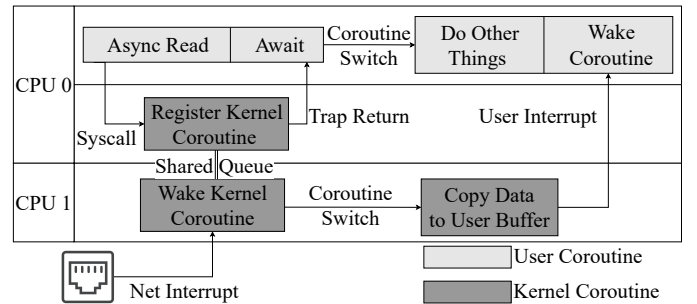 CPU 0
Async Read
Await
Coroutine
Switch
Do Other
Things
Wake
Coroutine
Syscall
Register Kernel
Coroutine
Trap Return
User Interrupt
Shared Queue
CPU 1
Wake Kernel
Coroutine
Coroutine
Switch
Copy Data
to User Buffer
Net Interrupt
User Coroutine
Kernel Coroutine